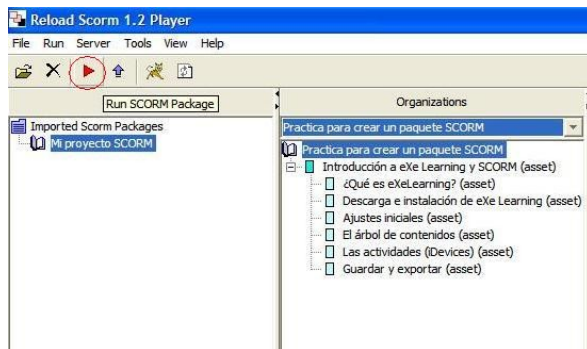 Reload Scorm 1.2 Player
File Run Server Tools View Help
Run SCORM Package
Organizations
Imported Scorm Packages
Mi proyecto SCORM
Practica para crear un paquete SCORM
Practica para crear un paquete SCORM
Introducción a eXe Learning y SCORM (asset)
¿Qué es eXeLearning? (asset)
Descarga e instalación de eXe Learning (asset)
Ajustes iniciales (asset)
El árbol de contenidos (asset)
Las actividades (iDevices) (asset)
Guardar y exportar (asset)